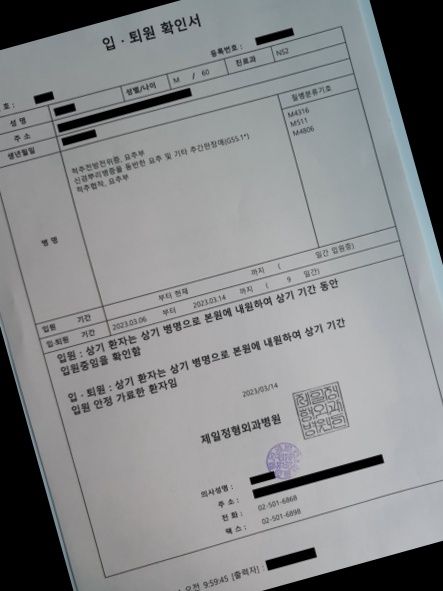 입 · 퇴원 확인서
호 :
등록번호 :
성 명
성별/나이
M / 60
진료과
NS2
주 소
생년월일
병 명
척추전방전위증, 요추부
신경뿌리병증을 동반한 요추 및 기타 추간판장애(G55.1*)
척추협착, 요추부
질병분류기호
M4316
M511
M4806
입원 기간
부터 현재
까지 (
일간 입원중)
입·퇴원 기간
2023.03.06 부터
2023.03.14 까지 ( 9 일간)
입원 : 상기 환자는 상기 병명으로 본원에 내원하여 상기 기간 동안
입원중임을 확인함
입 · 퇴원 : 상기 환자는 상기 병명으로 본원에 내원하여 상기 기간
입원 안정 가료한 환자임
2023/03/14
제일정형외과병원
제일정
형외과
병원의
의사성명 :
주 소 :
전 화 : 02-501-6868
팩 스 : 02-501-6898
오전 9:59:45 [출력자] :